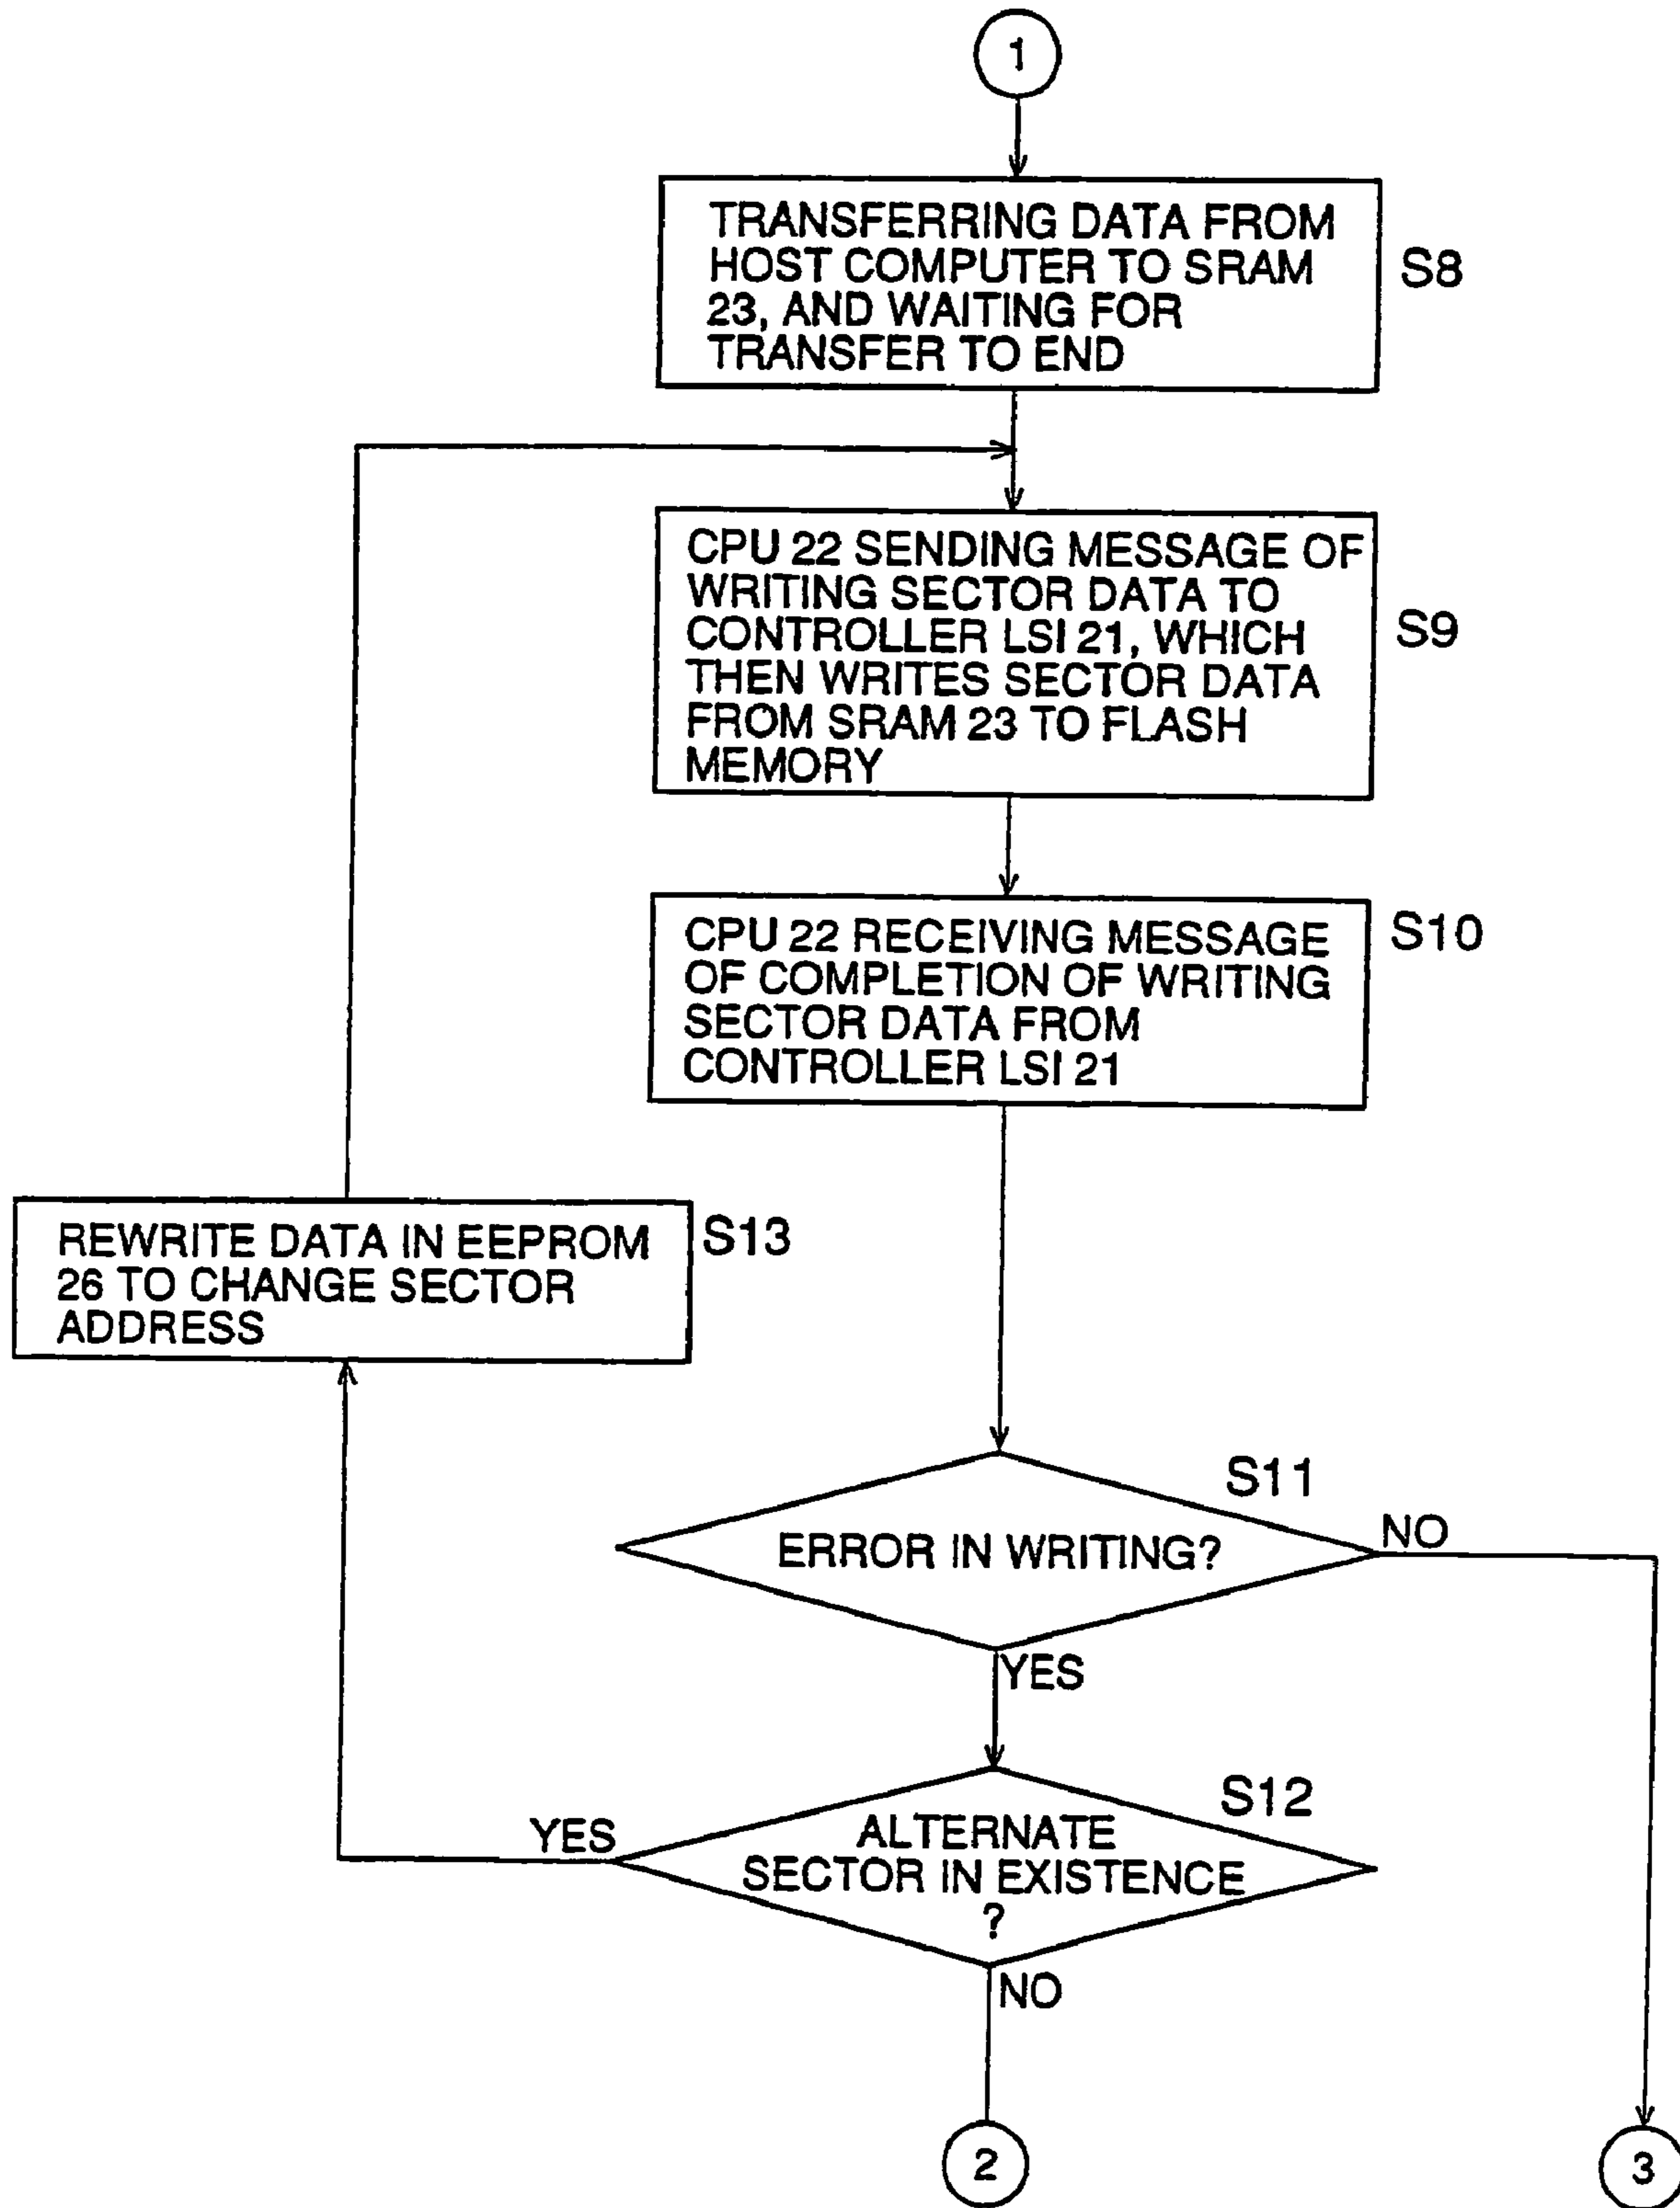 1
TRANSFERRING DATA FROM
HOST COMPUTER TO SRAM
23, AND WAITING FOR
TRANSFER TO END
S8
CPU 22 SENDING MESSAGE OF
WRITING SECTOR DATA TO
CONTROLLER LSI 21, WHICH
THEN WRITES SECTOR DATA
FROM SRAM 23 TO FLASH
MEMORY
S9
CPU 22 RECEIVING MESSAGE
OF COMPLETION OF WRITING
SECTOR DATA FROM
CONTROLLER LSI 21
S10
REWRITE DATA IN EEPROM
26 TO CHANGE SECTOR
ADDRESS
S13
S11
ERROR IN WRITING?
NO
YES
S12
YES
ALTERNATE
SECTOR IN EXISTENCE
?
NO
2
3